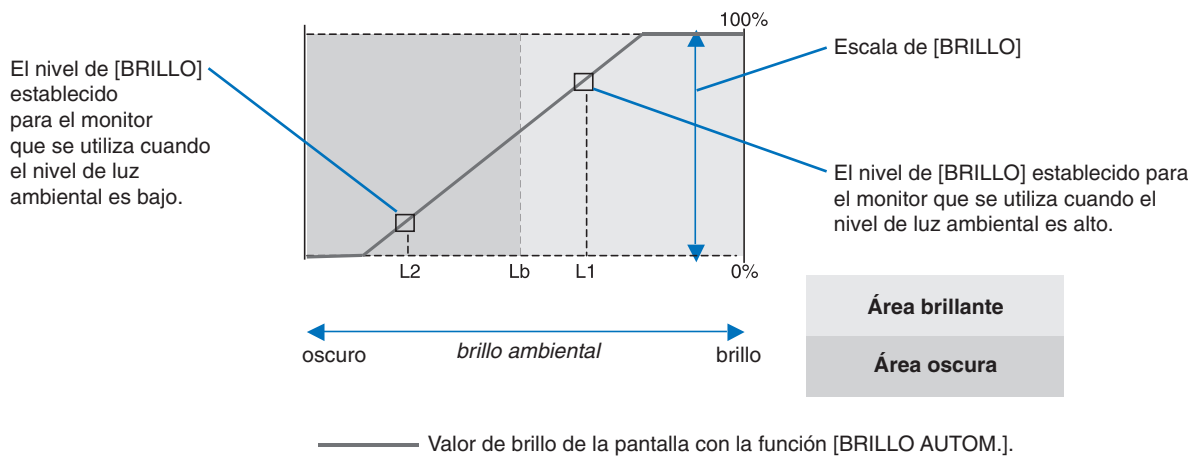 100%
Escala de [BRILLO]
El nivel de [BRILLO]
establecido
para el monitor
que se utiliza cuando
el nivel de luz
ambiental es bajo.
El nivel de [BRILLO] establecido para
el monitor que se utiliza cuando el
nivel de luz ambiental es alto.
L2
Lb
L1
0%
Área brillante
Área oscura
oscuro
brillo ambiental
brillo
Valor de brillo de la pantalla con la función [BRILLO AUTOM.].